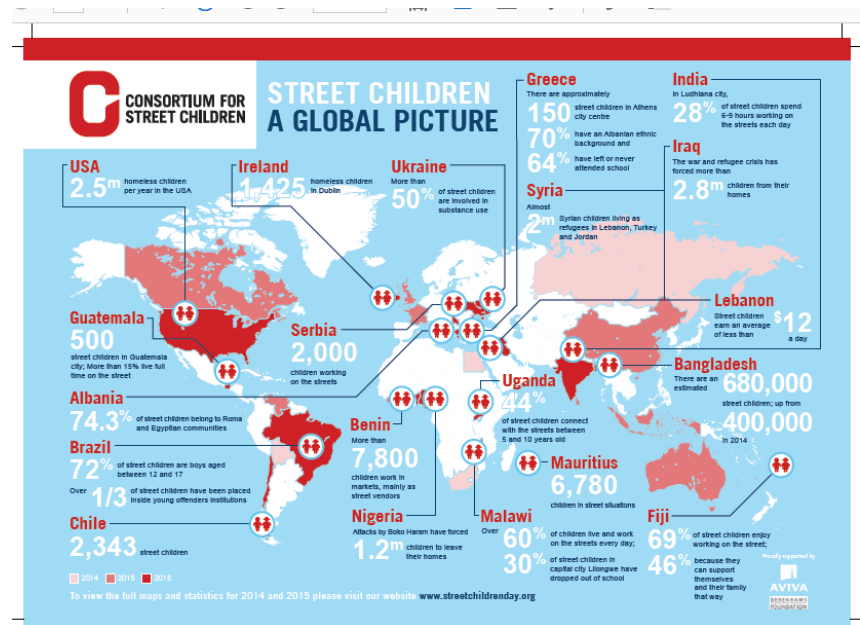 CONSORTIUM FOR
STREET CHILDREN
STREET CHILDREN
A GLOBAL PICTURE
USA
2.5m homeless children
per year in the USA
Ireland
1,425 homeless children
in Dublin
Ukraine
More than
50% of street children
are involved in
substance use
Greece
There are approximately
150 street children in Athens
city centre
70% have an Albanian ethnic
background and
64% have left or never
attended school
India
In Ludhiana city,
28% of street children spend
6-9 hours working on
the streets each day
Iraq
The war and refugee crisis has
forced more than
2.8m children from their
homes
Syria
Almost
2m Syrian children living as
refugees in Lebanon, Turkey
and Jordan
Guatemala
500
street children in Guatemala
city; More than 15% live full
time on the street
Serbia
2,000
children working
on the streets
Lebanon
Street children
earn an average
of less than
$12
a day
Bangladesh
There are an
estimated
680,000
street children; up from
400,000
in 2014
Albania
74.3% of street children belong to Roma
and Egyptian communities
Uganda
44%
of street children connect
with the streets between
5 and 10 years old
Brazil
72% of street children are boys aged
between 12 and 17
Over 1/3 of street children have been placed
inside young offenders institutions
Benin
More than
7,800
children work in
markets, mainly as
street vendors
Mauritius
6,780
children in street situations
Chile
2,343 street children
Nigeria
Attacks by Boko Haram have forced
1.2m children to leave
their homes
Malawi
Over
60% of children live and work
on the streets every day;
30% of street children in
capital city Lilongwe have
dropped out of school
Fiji
69% of street children enjoy
working on the street;
46% because they
can support
themselves
and their family
that way
Proudly supported by
AVIVA
DEBENHAMS
FOUNDATION
2014 2015 2016
To view the full maps and statistics for 2014 and 2015 please visit our website www.streetchildrenday.org